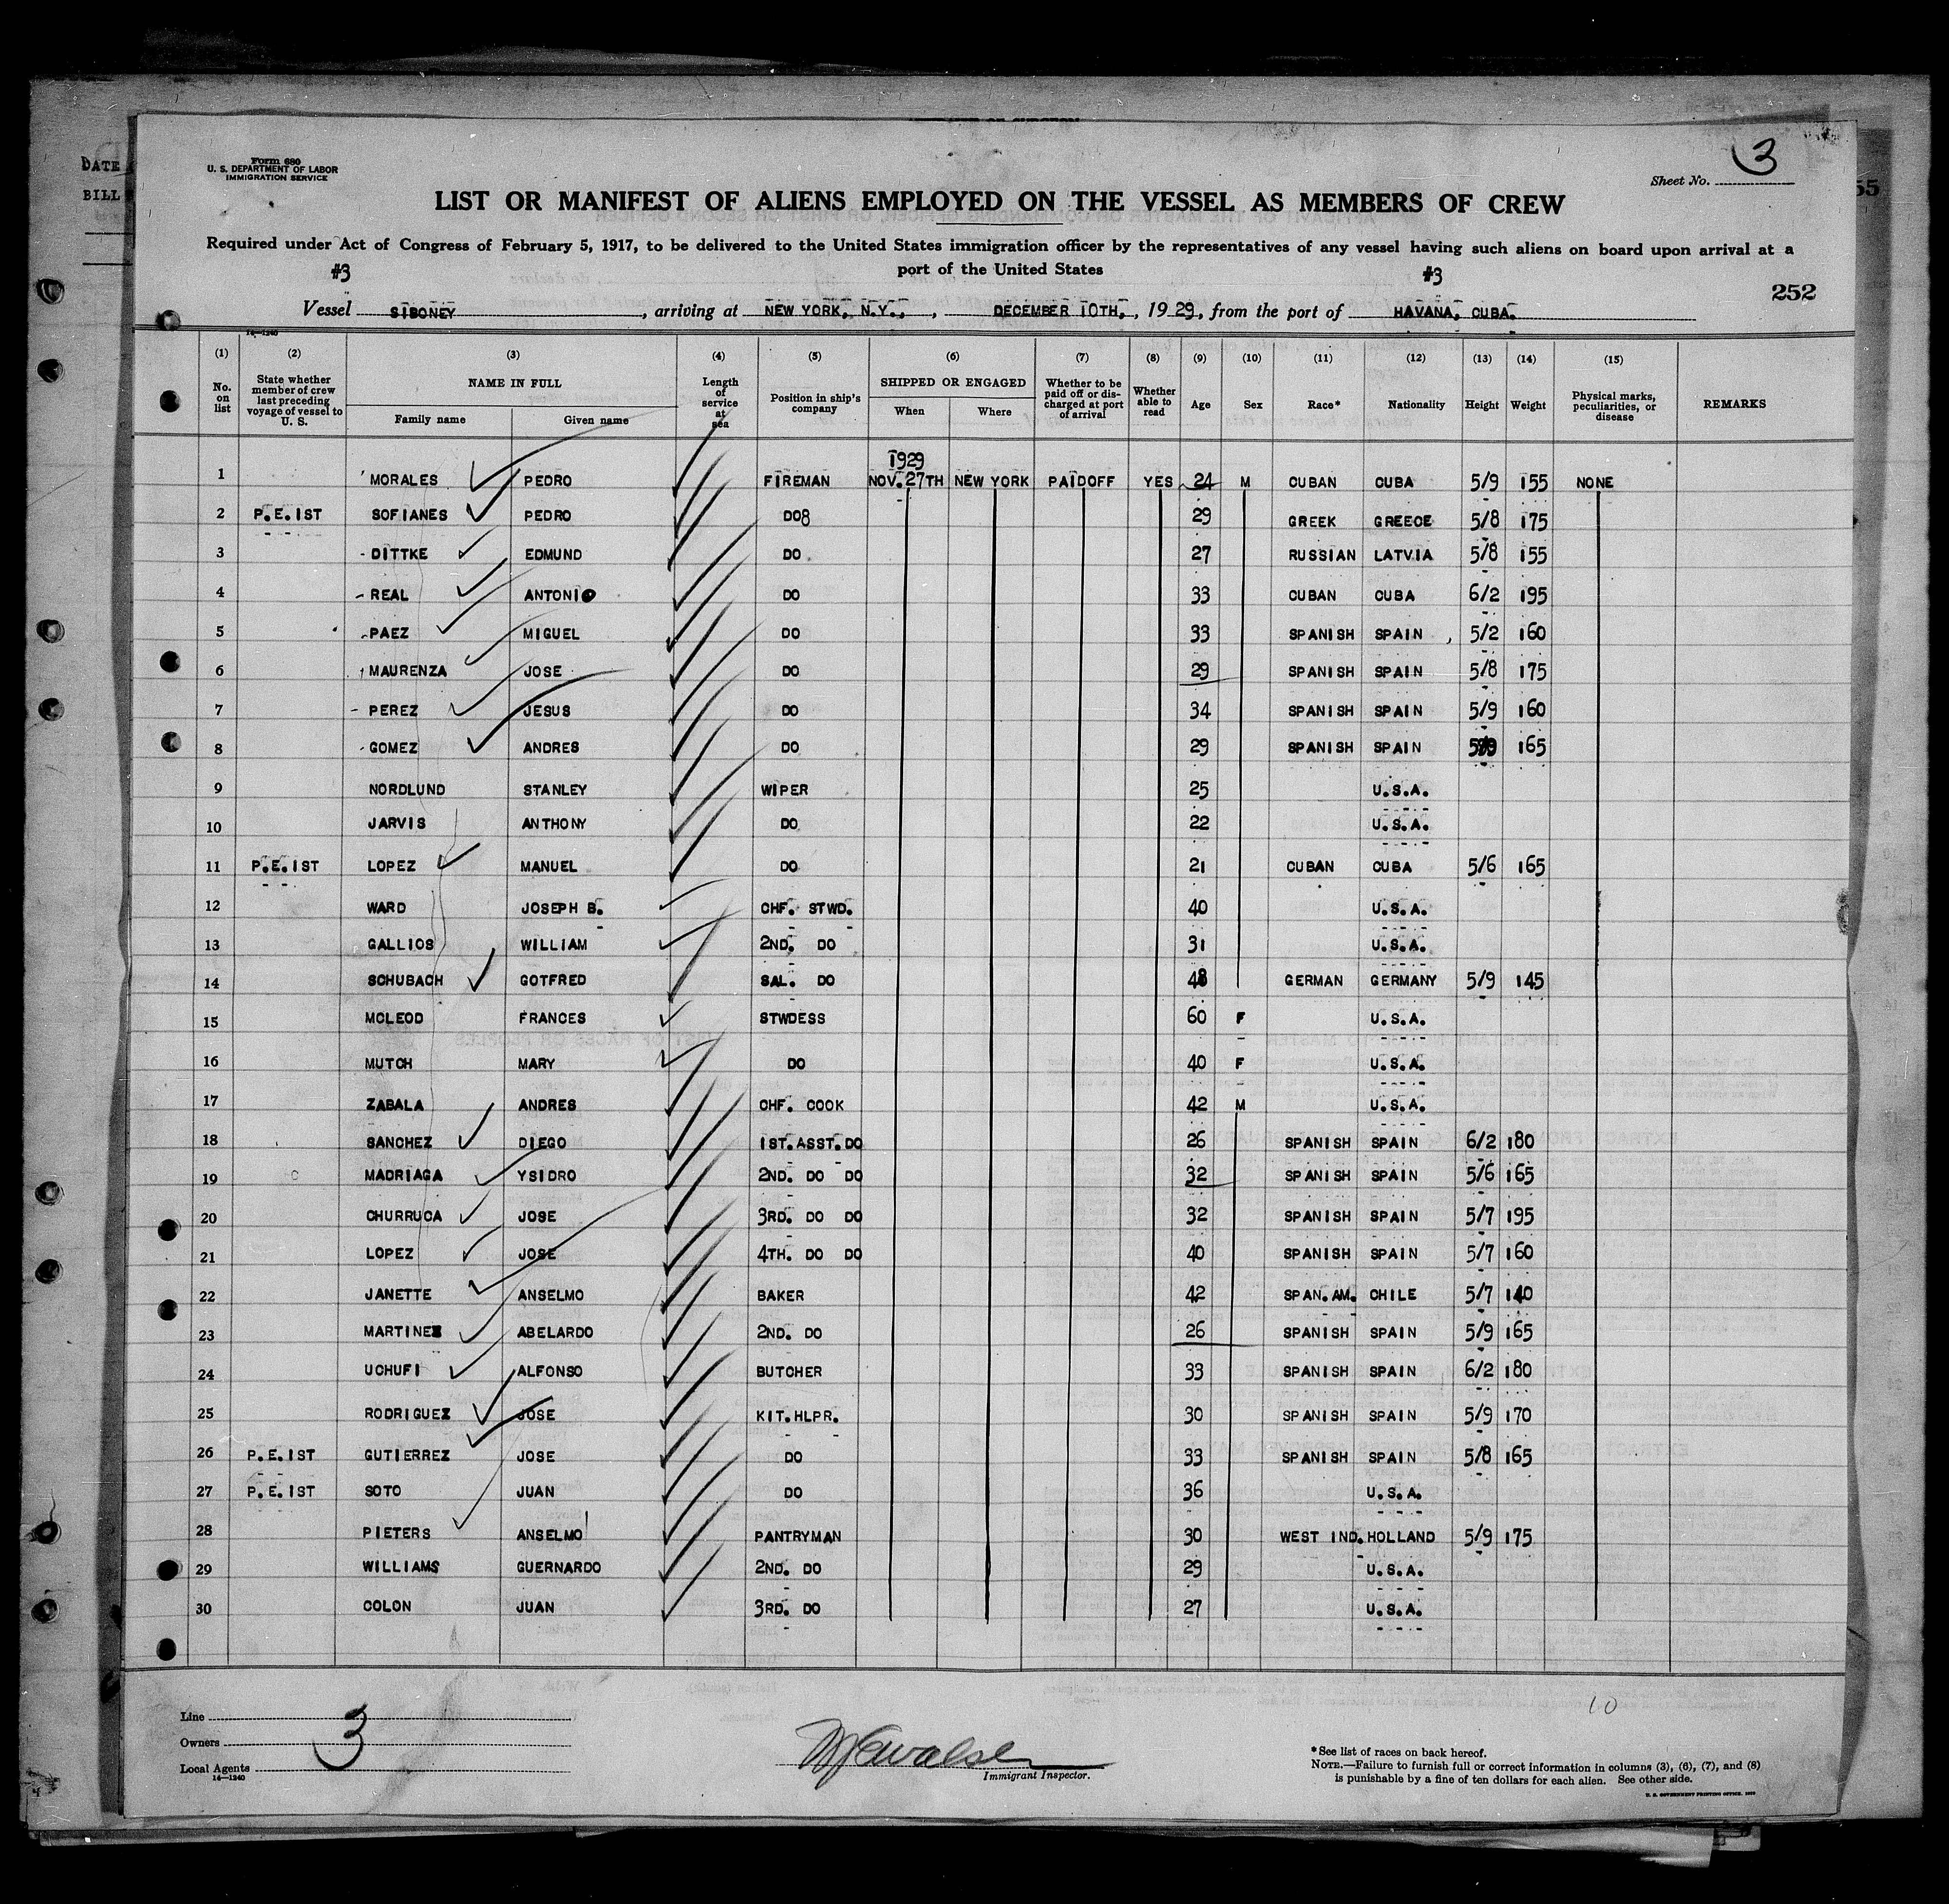 DATE
BILL
Form 680
U. S. DEPARTMENT OF LABOR
IMMIGRATION SERVICE
3
Sheet No.
55
LIST OR MANIFEST OF ALIENS EMPLOYED ON THE VESSEL AS MEMBERS OF CREW
Required under Act of Congress of February 5, 1917, to be delivered to the United States immigration officer by the representatives of any vessel having such aliens on board upon arrival at a
port of the United States
#3 #3
252
Vessel SIBONEY, arriving at NEW YORK, N.Y., DECEMBER 10TH, 1929, from the port of HAVANA, CUBA.
14—1240
(1) (2) (3) (4) (5) (6) (7) (8) (9) (10) (11) (12) (13) (14) (15)
No. on list State whether member of crew last preceding voyage of vessel to U. S. NAME IN FULL Family name Given name Length of service at sea Position in ship's company SHIPPED OR ENGAGED When Where Whether to be paid off or discharged at port of arrival Whether able to read Age Sex Race* Nationality Height Weight Physical marks, peculiarities, or disease REMARKS
1929
1 MORALES PEDRO FIREMAN NOV. 27TH NEW YORK PAIDOFF YES 24 M CUBAN CUBA 5/9 155 NONE
2 P.E.IST SOFIANES PEDRO DO8 29 GREEK GREECE 5/8 175
3 DITTKE EDMUND DO 27 RUSSIAN LATVIA 5/8 155
4 REAL ANTONIO DO 33 CUBAN CUBA 6/2 195
5 PAEZ MIGUEL DO 33 SPANISH SPAIN 5/2 160
6 MAURENZA JOSE DO 29 SPANISH SPAIN 5/8 175
7 PEREZ JESUS DO 34 SPANISH SPAIN 5/9 160
8 GOMEZ ANDRES DO 29 SPANISH SPAIN 165
9 NORDLUND STANLEY WIPER 25 U.S.A.
10 JARVIS ANTHONY DO 22 U.S.A.
11 P.E.IST LOPEZ MANUEL DO 21 CUBAN CUBA 5/6 165
12 WARD JOSEPH B. CHF. STWD. 40 U.S.A.
13 GALLIOS WILLIAM 2ND. DO 31 U.S.A.
14 SCHUBACH GOTFRED SAL. DO 48 GERMAN GERMANY 5/9 145
15 MCLEOD FRANCES STWDESS 60 F U.S.A.
16 MUTCH MARY DO 40 F U.S.A.
17 ZABALA ANDRES CHF. COOK 42 M U.S.A.
18 SANCHEZ DIEGO 1ST.ASST.DO 26 SPANISH SPAIN 6/2 180
19 MADRIAGA YSIDRO 2ND. DO DO 32 SPANISH SPAIN 5/6 165
20 CHURRUCA JOSE 3RD. DO DO 32 SPANISH SPAIN 5/7 195
21 LOPEZ JOSE 4TH. DO DO 40 SPANISH SPAIN 5/7 160
22 JANETTE ANSELMO BAKER 42 SPAN.AM. CHILE 5/7 140
23 MARTINEZ ABELARDO 2ND. DO 26 SPANISH SPAIN 5/9 165
24 UCHUFI ALFONSO BUTCHER 33 SPANISH SPAIN 6/2 180
25 RODRIGUEZ JOSE KIT.HLPR. 30 SPANISH SPAIN 5/9 170
26 P.E.IST GUTIERREZ JOSE DO 33 SPANISH SPAIN 5/8 165
27 P.E.IST SOTO JUAN DO 36 U.S.A.
28 PIETERS ANSELMO PANTRYMAN 30 WEST IND. HOLLAND 5/9 175
29 WILLIAMS GUERNARDO 2ND. DO 29 U.S.A.
30 COLON JUAN 3RD. DO 27 U.S.A.
10
Line
Owners
3
Local Agents
14—1240
Immigrant Inspector.
*See list of races on back hereof.
NOTE.—Failure to furnish full or correct information in columns (3), (6), (7), and (8)
is punishable by a fine of ten dollars for each alien. See other side.